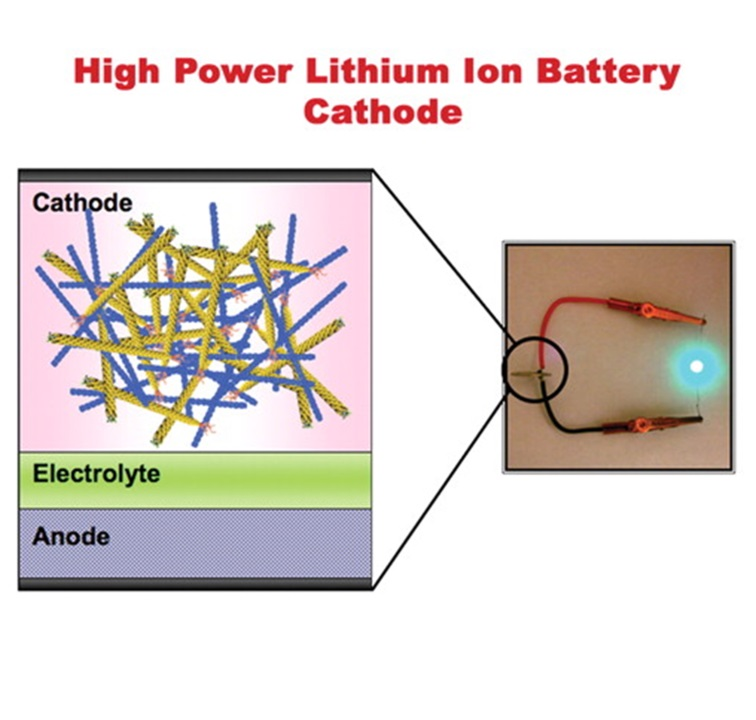 High Power Lithium Ion Battery
Cathode
Cathode
Electrolyte
Anode